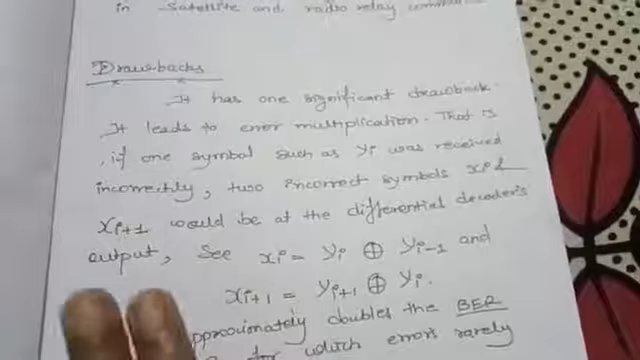 in satellite and radio relay
Drawbacks
It has one significant drawback.
It leads to error multiplication. That is
, if one symbol such as yi was received
incorrectly, two incorrect symbols xi &
xi+1 would be at the differential decoder's
output, see xi = yi ⊕ yi-1 and
xi+1 = yi+1 ⊕ yi.
approximately doubles the BER
for which errors rarely